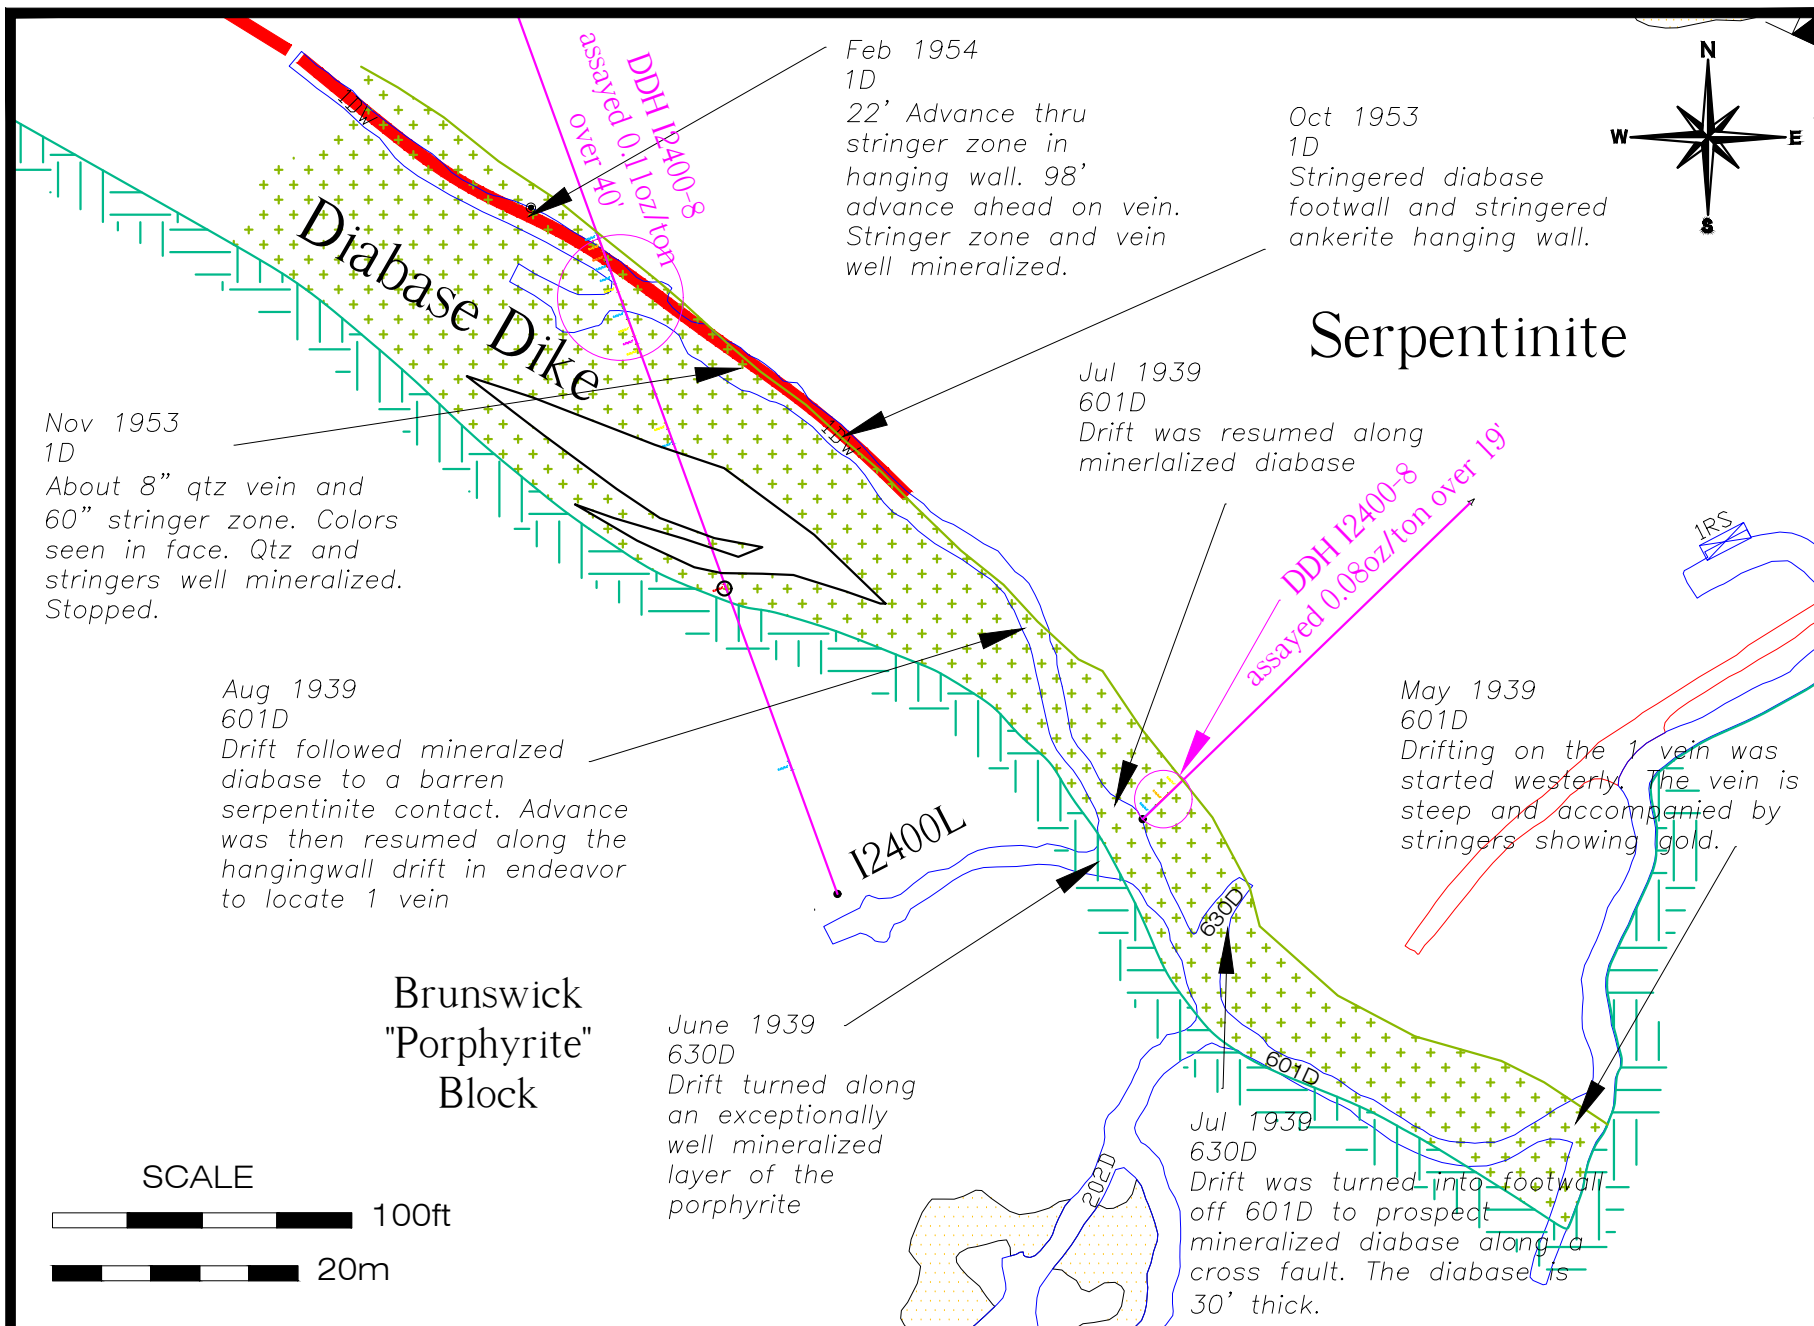 Feb 1954
1D
22' Advance thru
stringer zone in
hanging wall. 98'
advance ahead on vein.
Stringer zone and vein
well mineralized.
DDH I2400-8
assayed 0.11oz/ton
over 40'
Oct 1953
1D
Stringered diabase
footwall and stringered
ankerite hanging wall.
N
W
E
S
1DW
Diabase Dike
Serpentinite
Jul 1939
601D
Drift was resumed along
minerlalized diabase
1DW
Nov 1953
1D
About 8" qtz vein and
60" stringer zone. Colors
seen in face. Qtz and
stringers well mineralized.
Stopped.
DDH I2400-8
assayed 0.08oz/ton over 19'
1RS
Aug 1939
601D
Drift followed mineralzed
diabase to a barren
serpentinite contact. Advance
was then resumed along the
hangingwall drift in endeavor
to locate 1 vein
May 1939
601D
Drifting on the 1 vein was
started westerly. The vein is
steep and accompanied by
stringers showing gold.
I2400L
630D
Brunswick
"Porphyrite"
Block
June 1939
630D
Drift turned along
an exceptionally
well mineralized
layer of the
porphyrite
601D
202D
Jul 1939
630D
Drift was turned into footwall
off 601D to prospect
mineralized diabase along a
cross fault. The diabase is
30' thick.
SCALE
100ft
20m